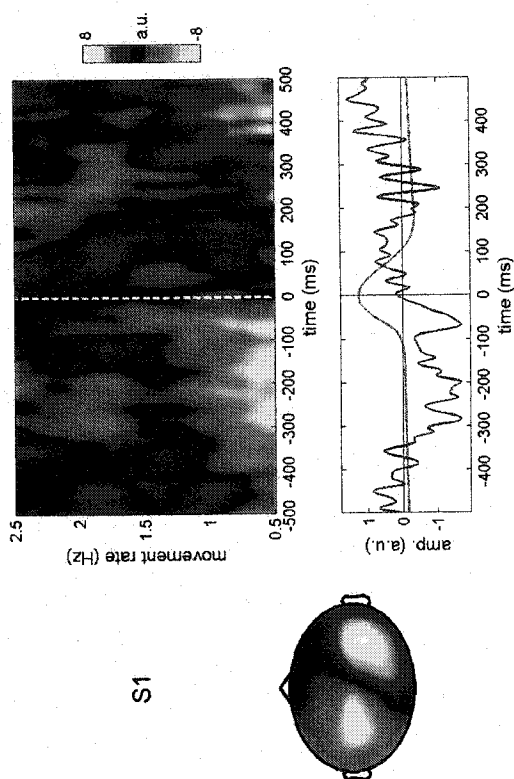 S1
8
a.u.
-8
movement rate (Hz)
2.5
2.0
1.5
1
0.5
-500 -400 -300 -200 -100 0 100 200 300 400 500
time (ms)
amp. (a.u.)
1
0
-1
-400 -300 -200 -100 0 100 200 300 400
time (ms)